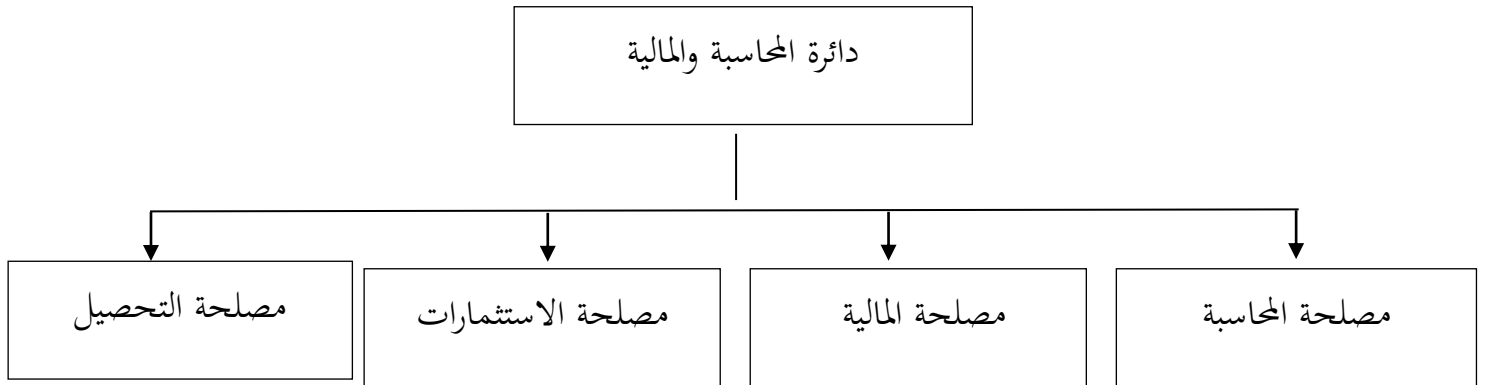 دائرة المحاسبة والمالية
مصلحة المحاسبة
مصلحة المالية
مصلحة الاستثمارات
مصلحة التحصيل